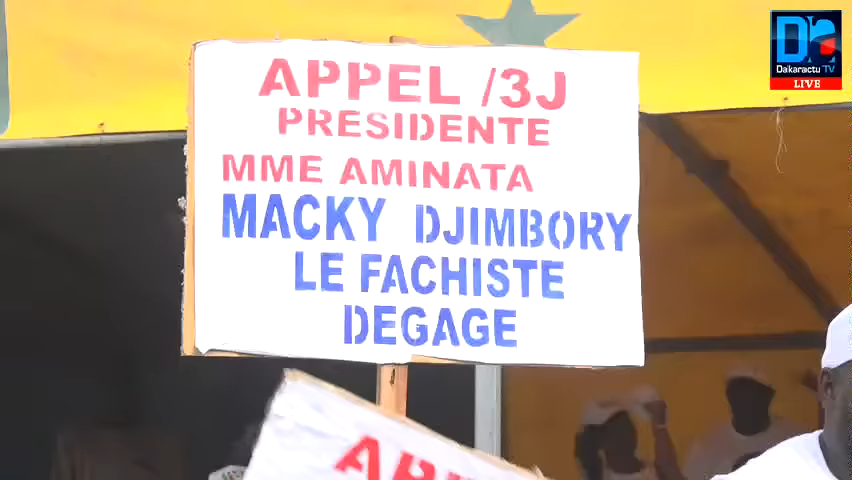 APPEL /3J
PRESIDENTE
MME AMINATA
MACKY DJIMBORY
LE FACHISTE
DEGAGE
Dakaractu TV
LIVE